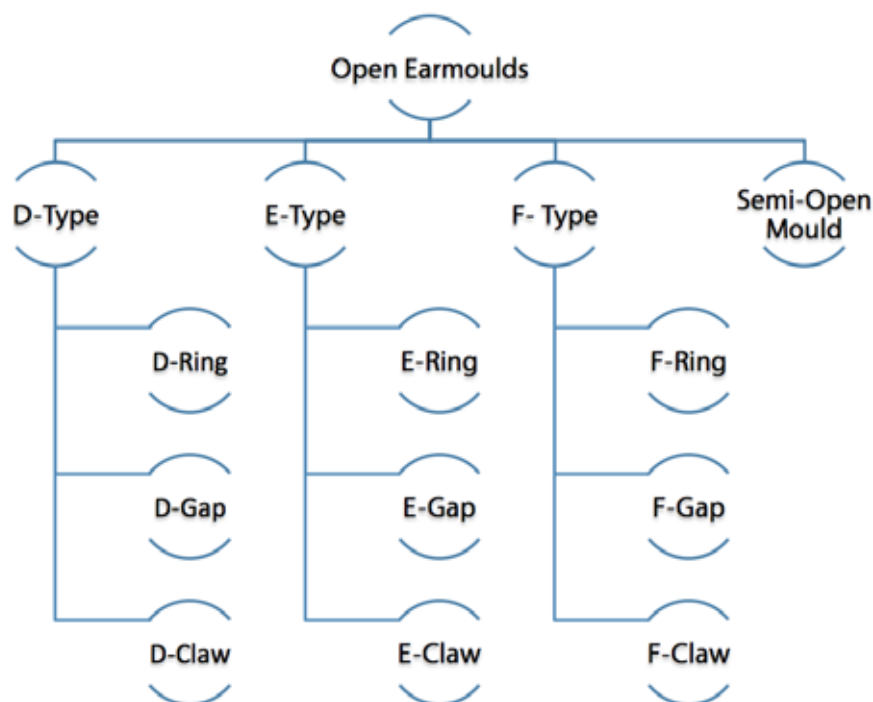 Open Earmoulds
D-Type
E-Type
F- Type
Semi-Open
Mould
D-Ring
E-Ring
F-Ring
D-Gap
E-Gap
F-Gap
D-Claw
E-Claw
F-Claw